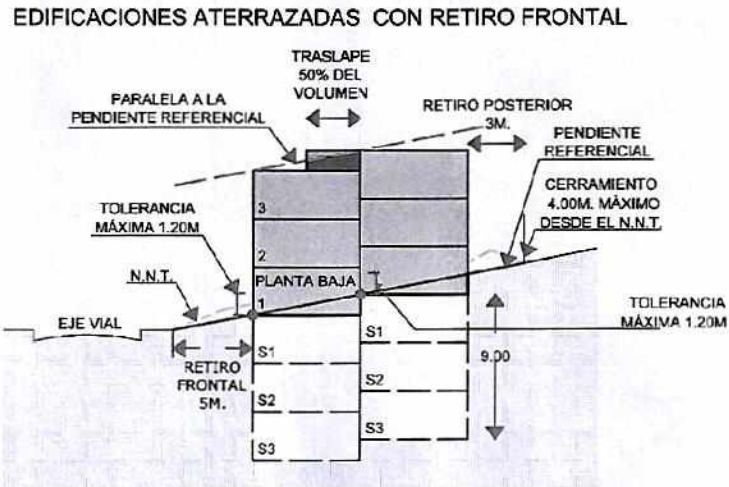 EDIFICACIONES ATERRAZADAS CON RETIRO FRONTAL
TRASLAPE
50% DEL
VOLUMEN
PARALELA A LA
PENDIENTE REFERENCIAL
RETIRO POSTERIOR
3M.
PENDIENTE
REFERENCIAL
CERRAMIENTO
4.00M. MÁXIMO
DESDE EL N.N.T.
TOLERANCIA
MÁXIMA 1.20M
3
2
N.N.T.
PLANTA BAJA
1
TOLERANCIA
MÁXIMA 1.20M
EJE VIAL
RETIRO
FRONTAL
5M.
S1
S2
S3
S1
S2
S3
9.00